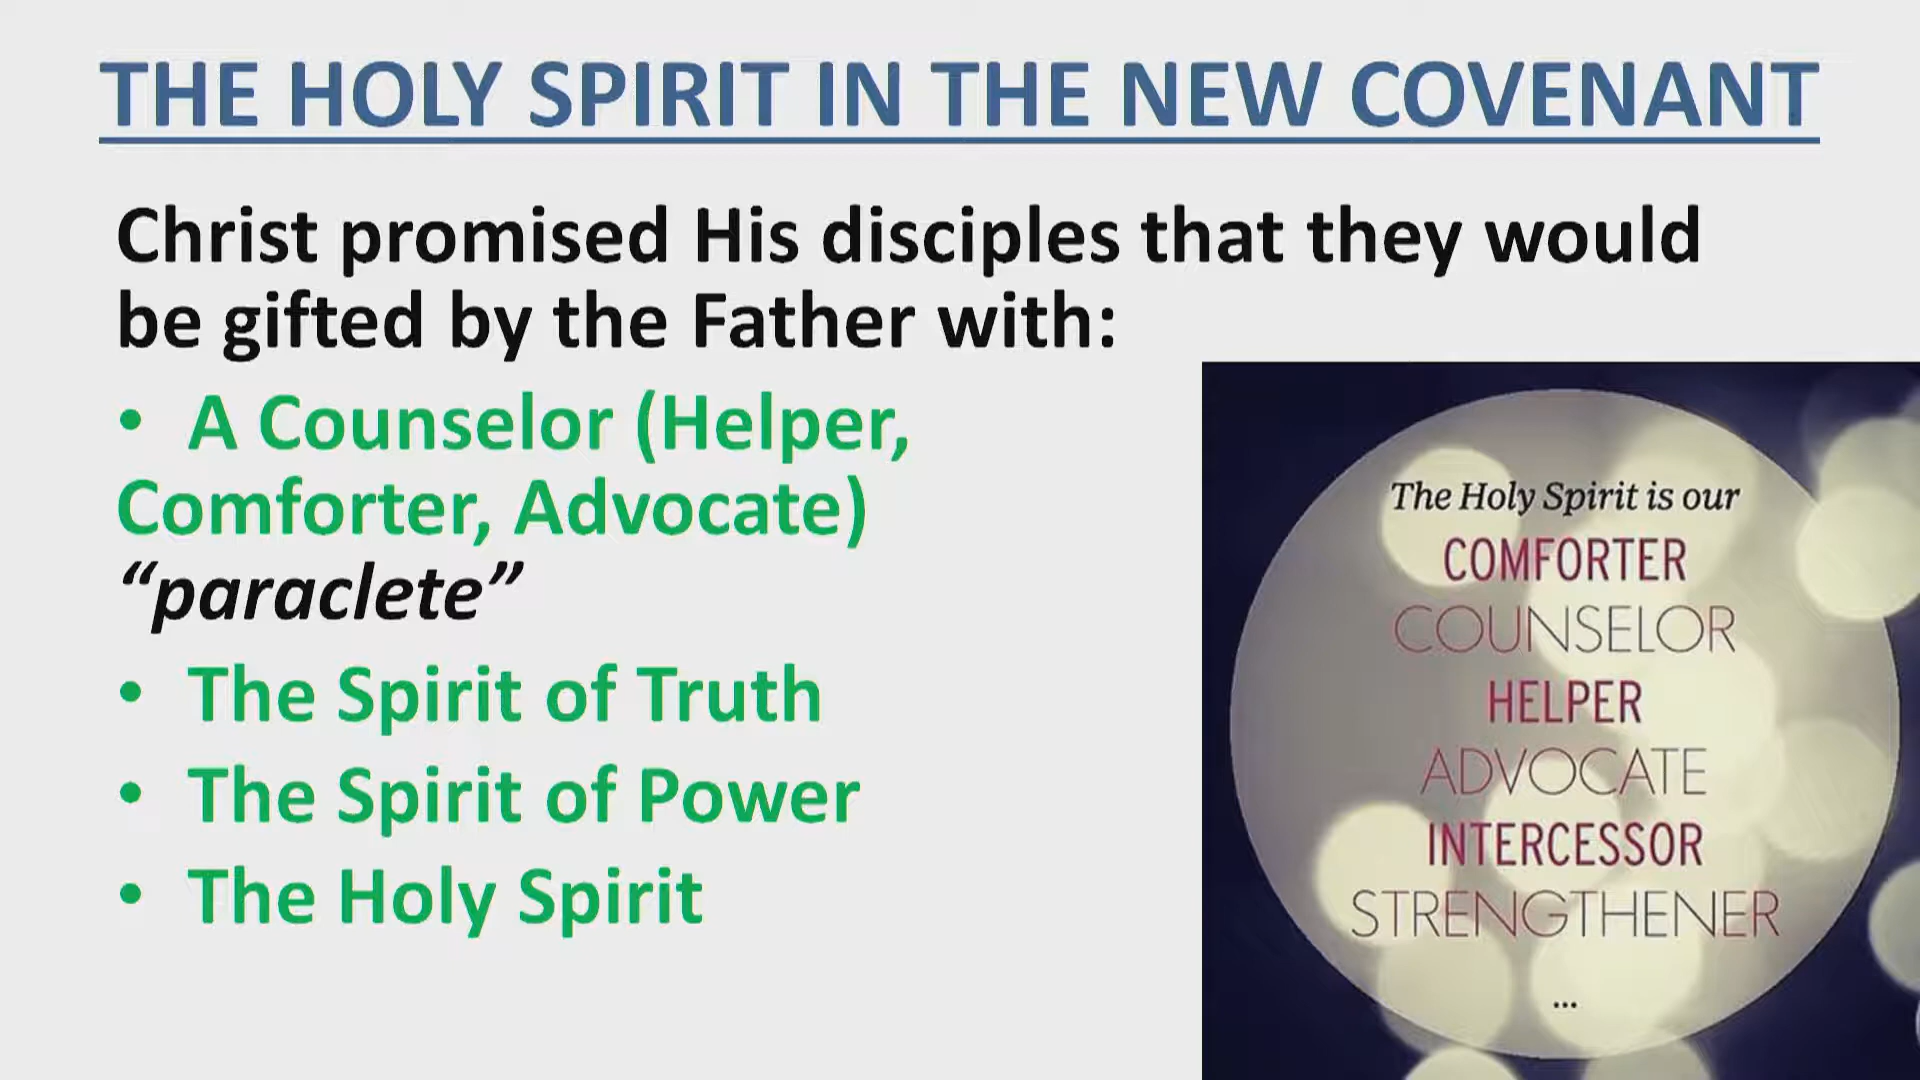 THE HOLY SPIRIT IN THE NEW COVENANT
Christ promised His disciples that they would
be gifted by the Father with:
• A Counselor (Helper,
Comforter, Advocate)
“paraclete”
• The Spirit of Truth
• The Spirit of Power
• The Holy Spirit
The Holy Spirit is our
COMFORTER
COUNSELOR
HELPER
ADVOCATE
INTERCESSOR
STRENGTHENER
...